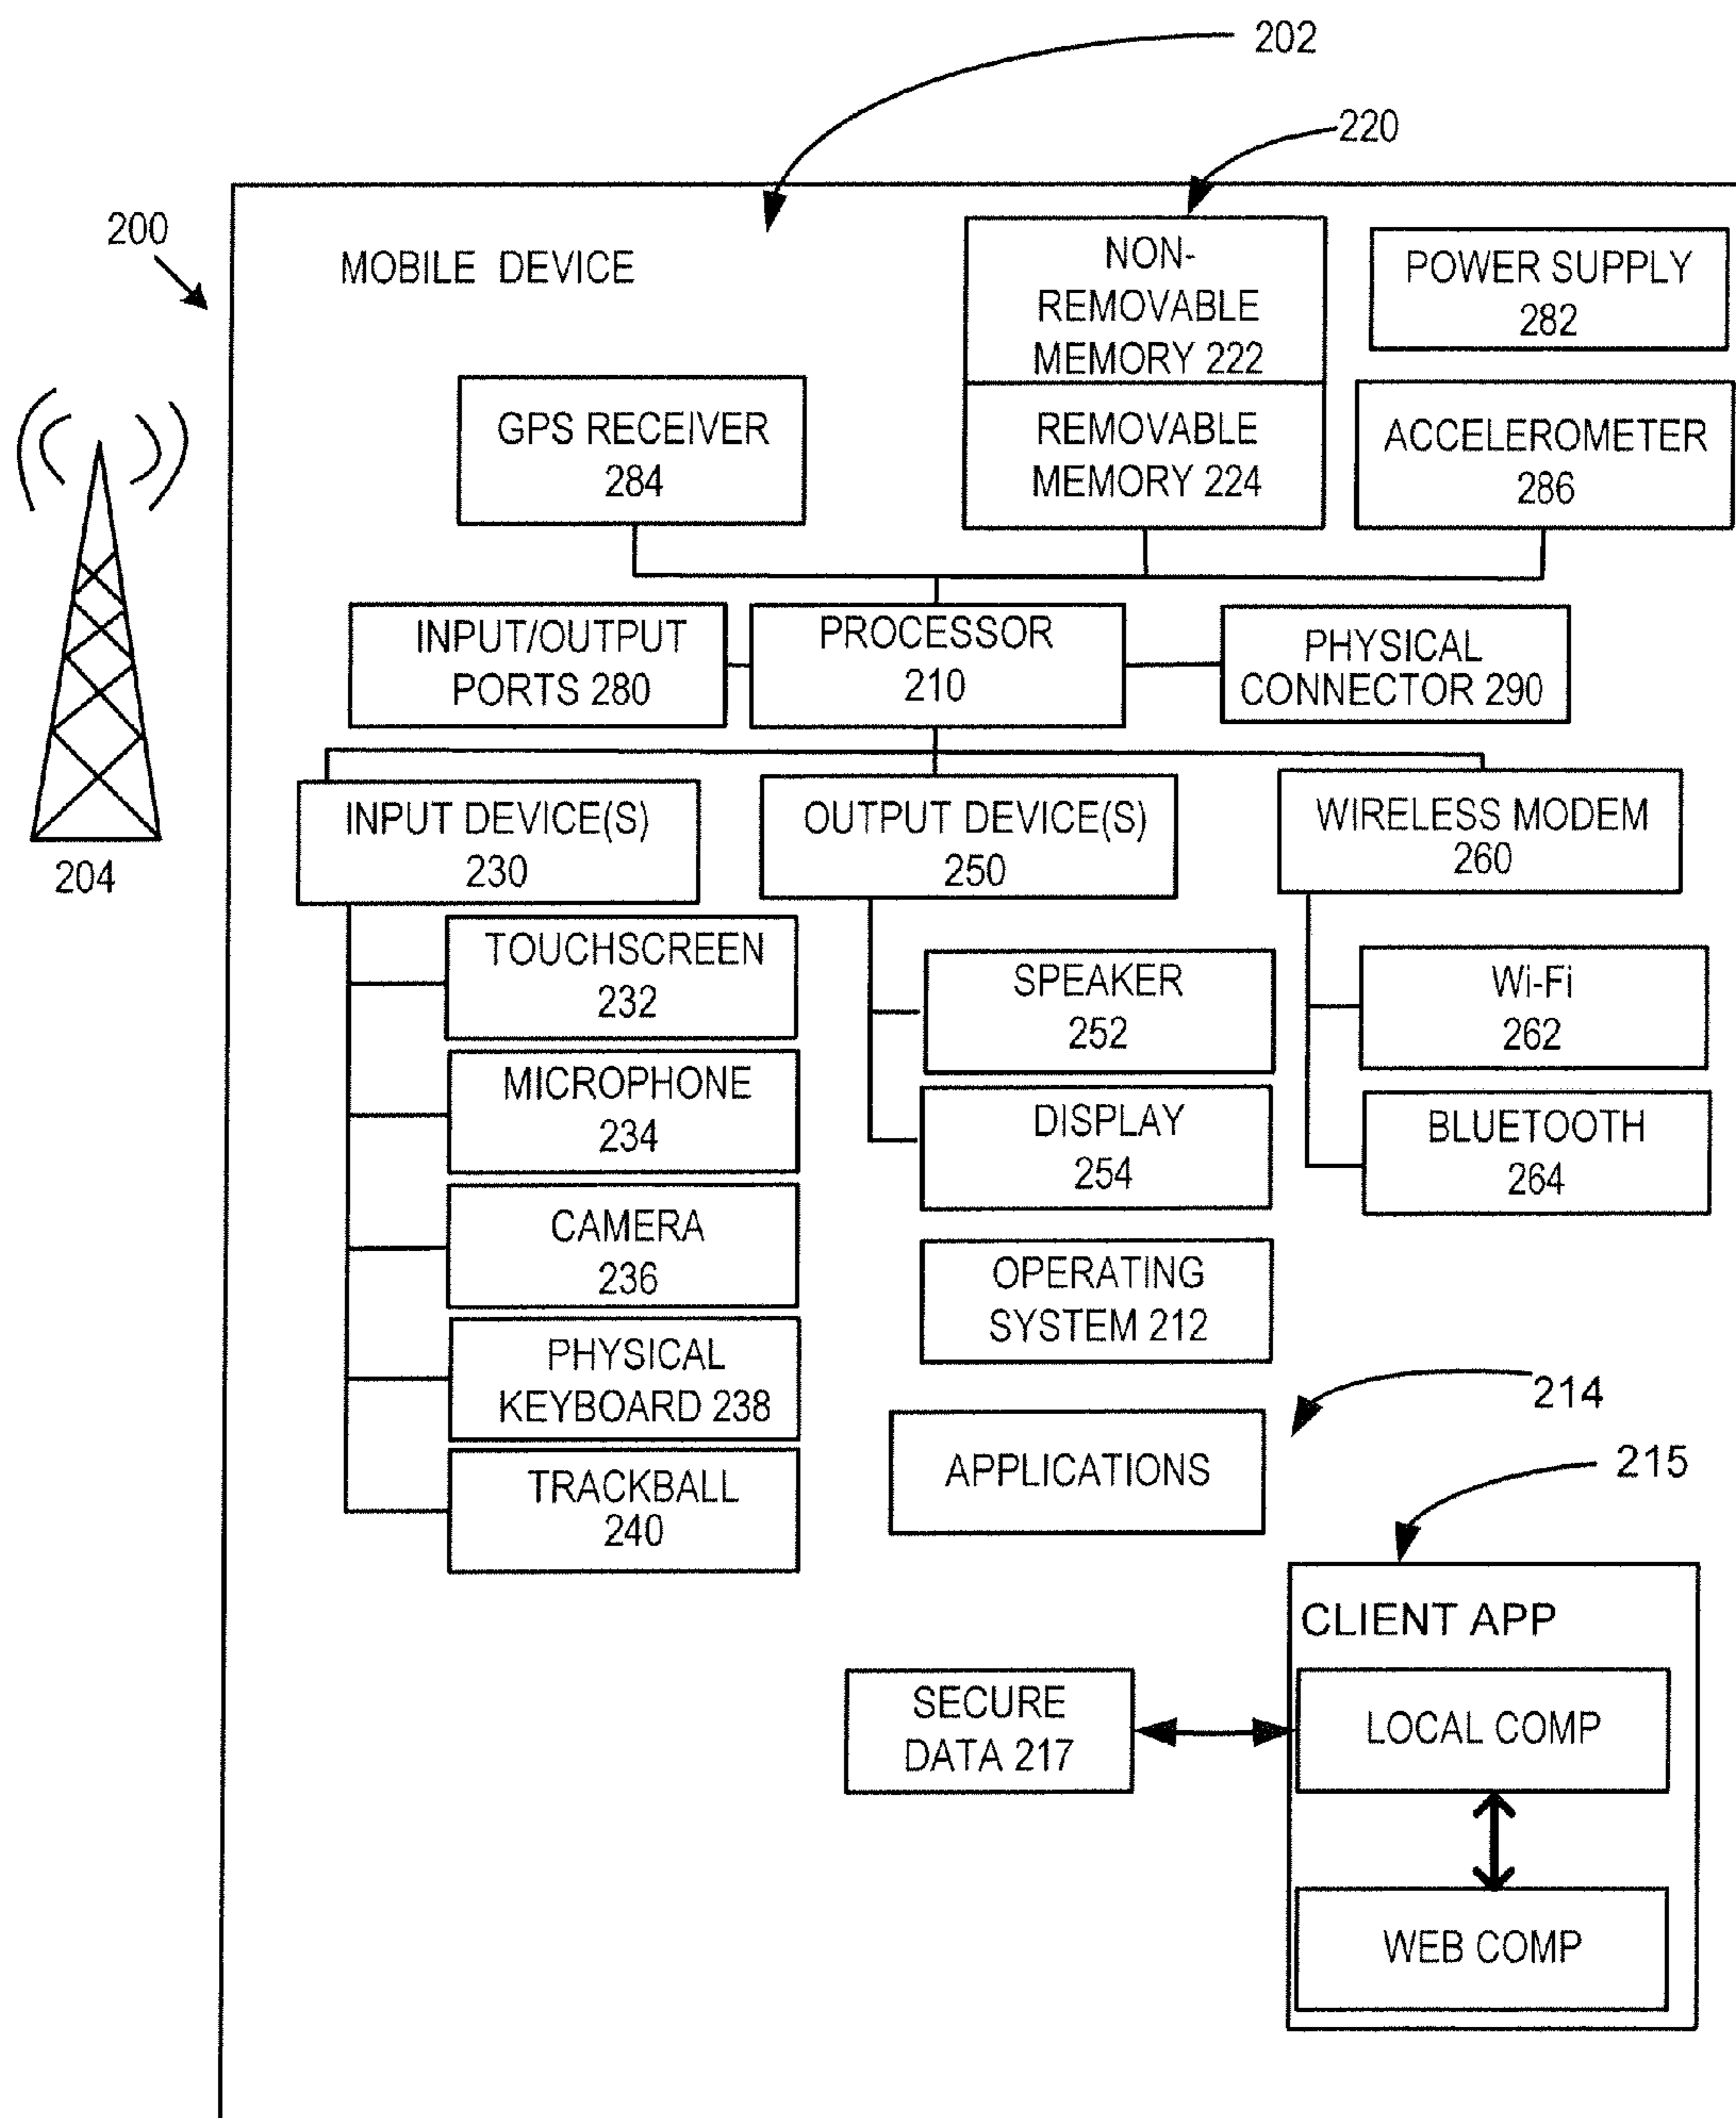 202
220
200
MOBILE DEVICE
NON-
REMOVABLE
MEMORY 222
POWER SUPPLY
282
GPS RECEIVER
284
REMOVABLE
MEMORY 224
ACCELEROMETER
286
INPUT/OUTPUT
PORTS 280
PROCESSOR
210
PHYSICAL
CONNECTOR 290
204
INPUT DEVICE(S)
230
OUTPUT DEVICE(S)
250
WIRELESS MODEM
260
TOUCHSCREEN
232
SPEAKER
252
Wi-Fi
262
MICROPHONE
234
DISPLAY
254
BLUETOOTH
264
CAMERA
236
OPERATING
SYSTEM 212
PHYSICAL
KEYBOARD 238
214
APPLICATIONS
215
TRACKBALL
240
CLIENT APP
SECURE
DATA 217
LOCAL COMP
WEB COMP